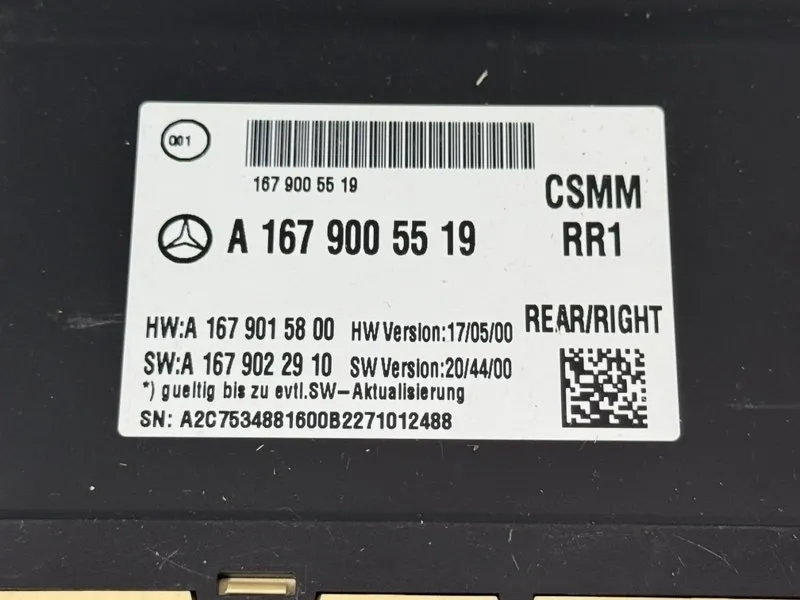 Q01
167 900 55 19
CSMM
A 167 900 55 19
RR1
HW:A 167 901 58 00 HW Version:17/05/00
REAR/RIGHT
SW:A 167 902 29 10 SW Version:20/44/00
*) gueltig bis zu evtl.SW-Aktualisierung
SN: A2C7534881600B2271012488